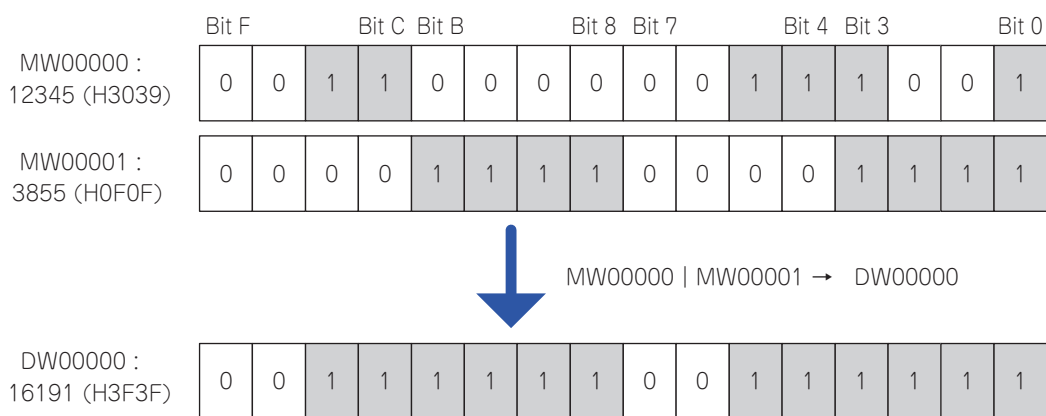 Bit F Bit C Bit B Bit 8 Bit 7 Bit 4 Bit 3 Bit 0
MW00000 :
12345 (H3039)
0 0 1 1 0 0 0 0 0 0 1 1 1 0 0 1
MW00001 :
3855 (H0F0F)
0 0 0 0 1 1 1 1 0 0 0 0 1 1 1 1
MW00000 | MW00001 → DW00000
DW00000 :
16191 (H3F3F)
0 0 1 1 1 1 1 1 0 0 1 1 1 1 1 1